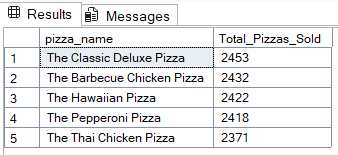 Results Messages
pizza_name Total_Pizzas_Sold
1 The Classic Deluxe Pizza 2453
2 The Barbecue Chicken Pizza 2432
3 The Hawaiian Pizza 2422
4 The Pepperoni Pizza 2418
5 The Thai Chicken Pizza 2371